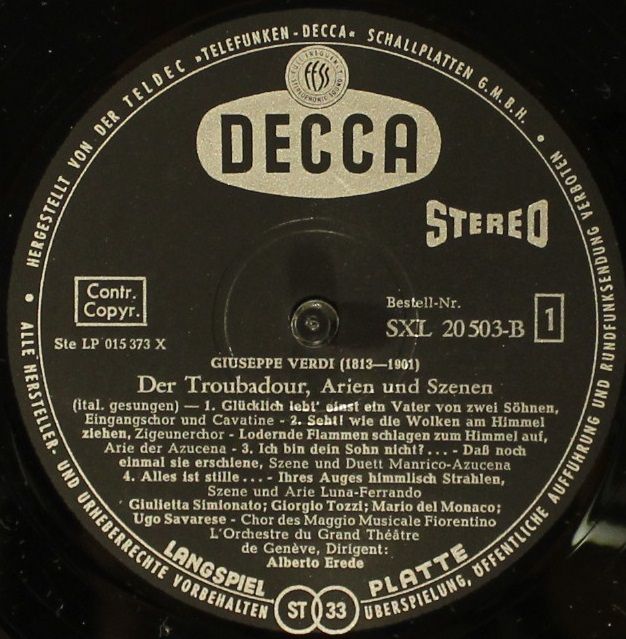 HERGESTELLT VON DER TELDEC »TELEFUNKEN-DECCA« SCHALLPLATTEN G.M.B.H.
FULL FREQUENCY
FFSS
STEREOPHONIC SOUND
DECCA
STEREO
Contr.
Copyr.
Bestell-Nr.
SXL 20 503-B
1
Ste LP 015 373 X
GIUSEPPE VERDI (1813—1901)
Der Troubadour, Arien und Szenen
(ital. gesungen) — 1. Glücklich lebt' einst ein Vater von zwei Söhnen,
Eingangschor und Cavatine - 2. Seht! wie die Wolken am Himmel
ziehen, Zigeunerchor - Lodernde Flammen schlagen zum Himmel auf,
Arie der Azucena - 3. Ich bin dein Sohn nicht? ... - Daß noch
einmal sie erschiene, Szene und Duett Manrico-Azucena
4. Alles ist stille ... - Ihres Auges himmlisch Strahlen,
Szene und Arie Luna-Ferrando
Giulietta Simionato; Giorgio Tozzi; Mario del Monaco;
Ugo Savarese - Chor des Maggio Musicale Fiorentino
L'Orchestre du Grand Théâtre
de Genève, Dirigent:
Alberto Erede
LANGSPIEL PLATTE
ST 33
ALLE HERSTELLER- UND URHEBERRECHTE VORBEHALTEN
ÜBERSPIELUNG, ÖFFENTLICHE AUFFÜHRUNG UND RUNDFUNKSENDUNG VERBOTEN